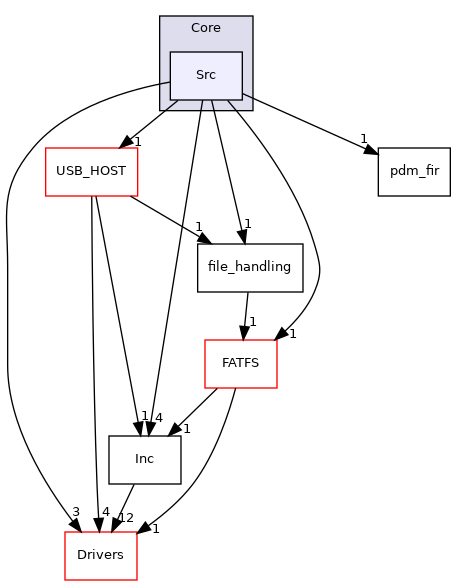 Core
Src
1
1
USB_HOST
pdm_fir
1
1
file_handling
1
1
FATFS
1
4
1
Inc
3
4
12
1
Drivers